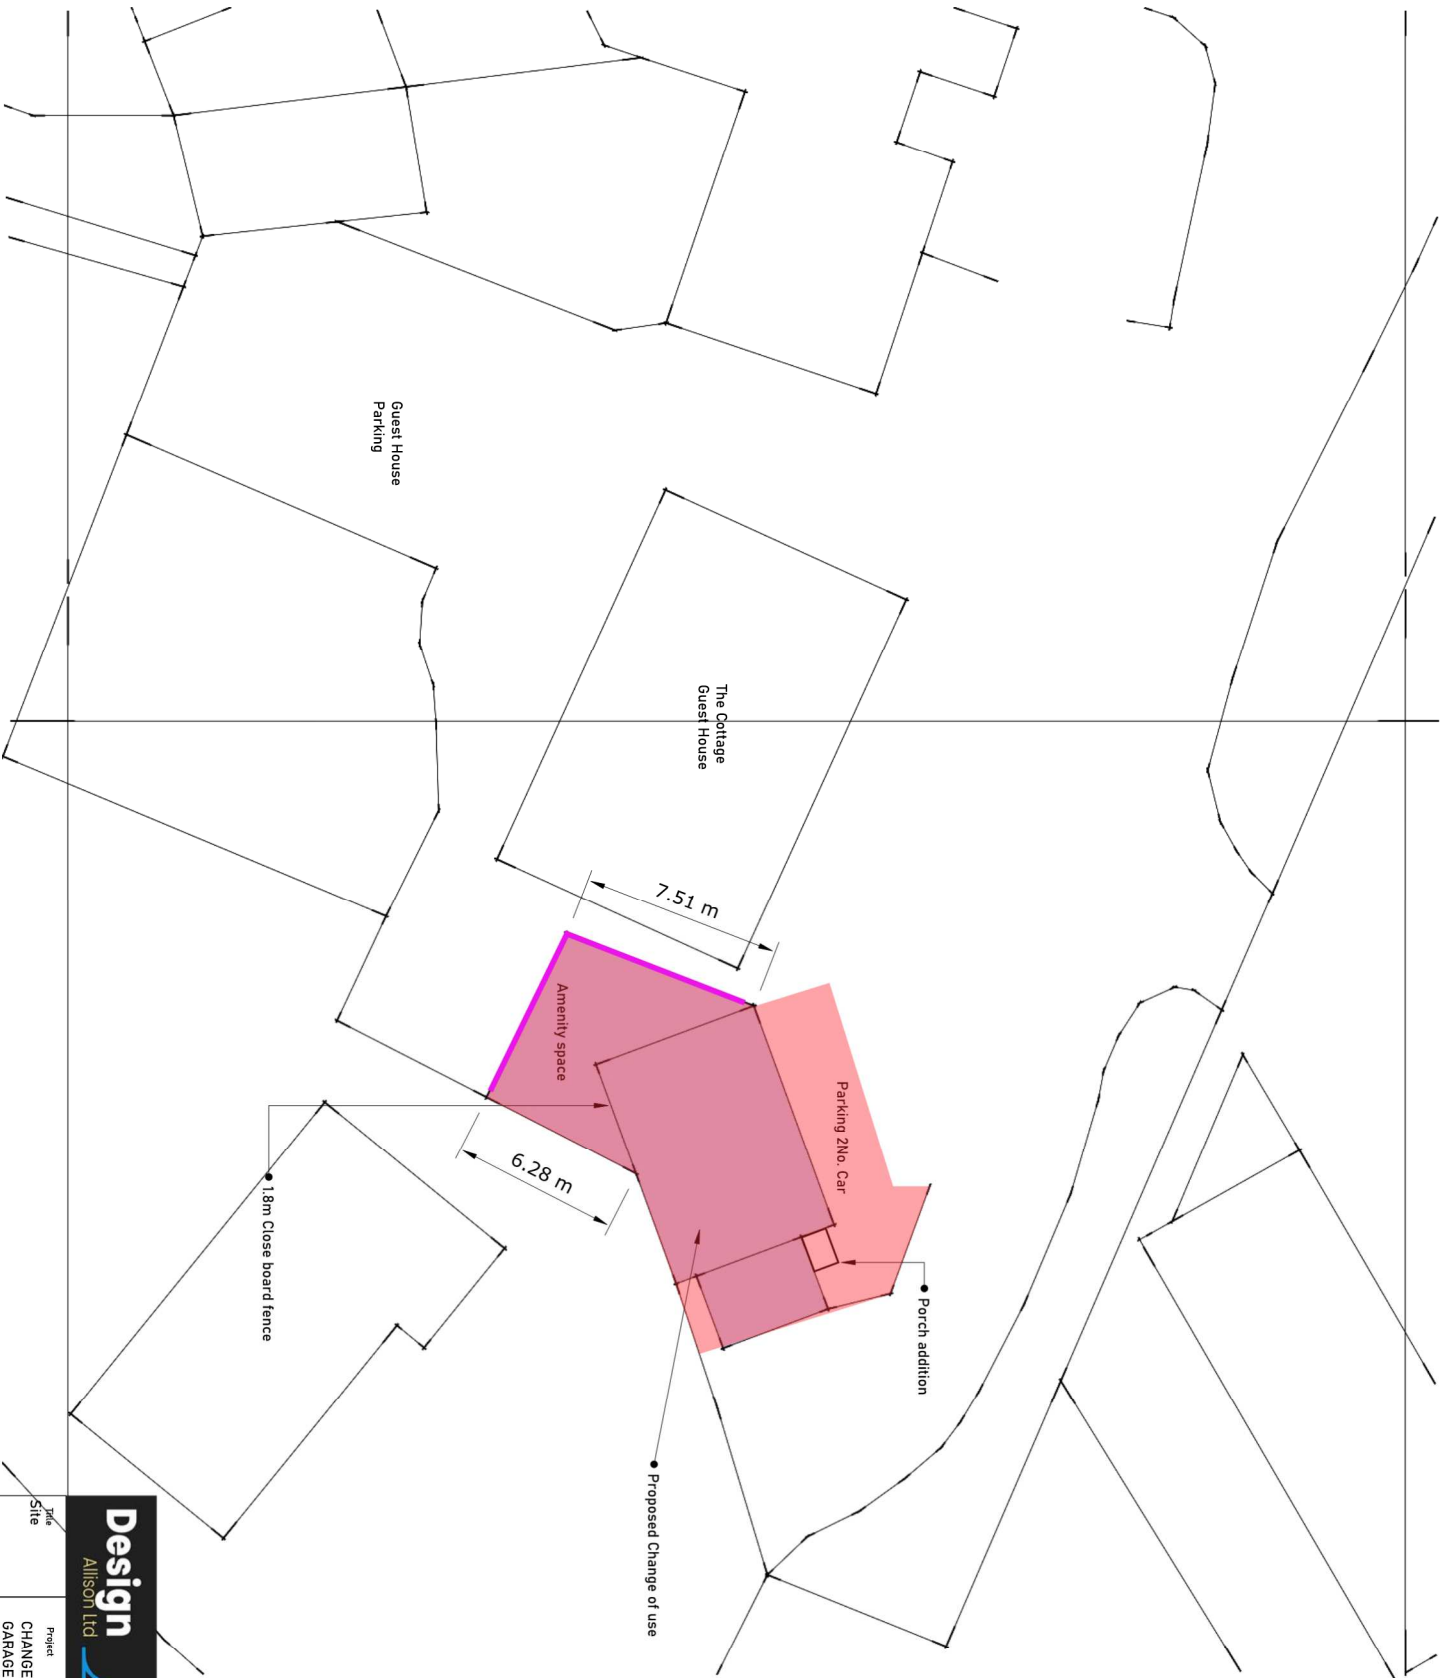 Guest House
Parking
The Cottage
Guest House
7.51 m
Amenity space
Parking 2No. Car
6.28 m
1.8m Close board fence
Porch addition
Proposed Change of use
Design
Allison Ltd
Title
Site
Project
CHANGE
GARAGE